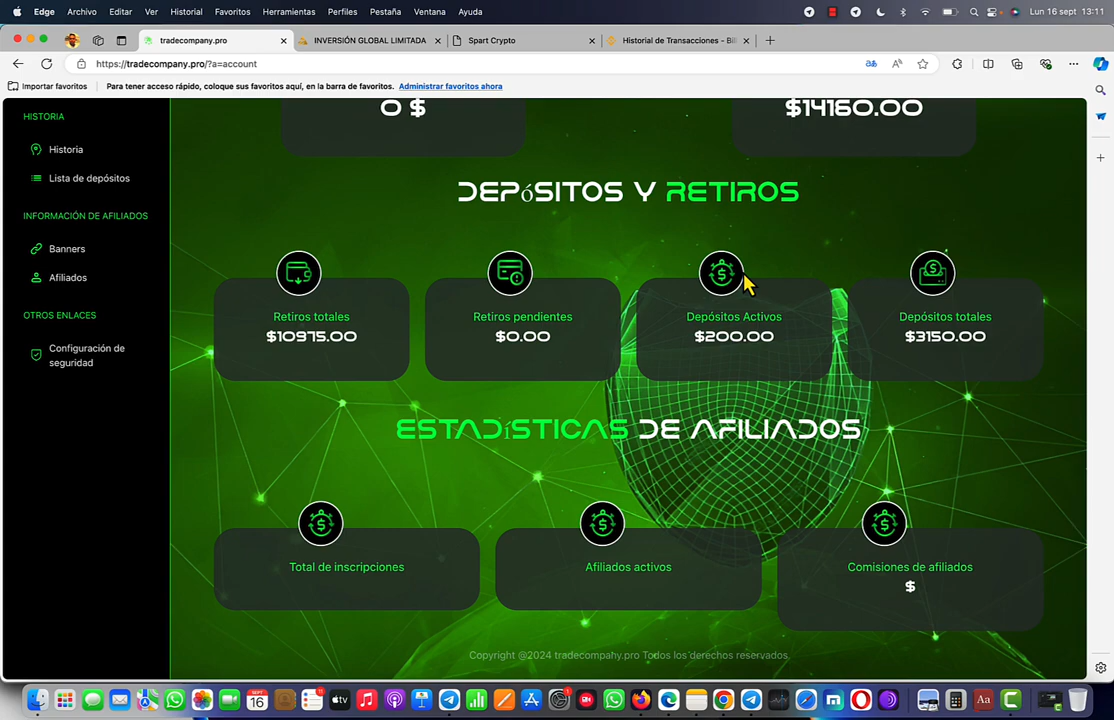 Edge Archivo Editar Ver Historial Favoritos Herramientas Perfiles Pestaña Ventana Ayuda Lun 16 sept 13:11
tradecompany.pro INVERSIÓN GLOBAL LIMITADA Spart Crypto Historial de Transacciones - Bil
https://tradecompany.pro/?a=account
Importar favoritos Para tener acceso rápido, coloque sus favoritos aquí, en la barra de favoritos. Administrar favoritos ahora
HISTORIA
Historia
Lista de depósitos
INFORMACIÓN DE AFILIADOS
Banners
Afiliados
OTROS ENLACES
Configuración de
seguridad
0 $ $14160.00
DEPóSITOS Y RETIROS
Retiros totales Retiros pendientes Depósitos Activos Depósitos totales
$10975.00 $0.00 $200.00 $3150.00
ESTADíSTICAS DE AFILIADOS
Total de inscripciones Afiliados activos Comisiones de afiliados
$
Copyright @2024 tradecompany.pro Todos los derechos reservados.